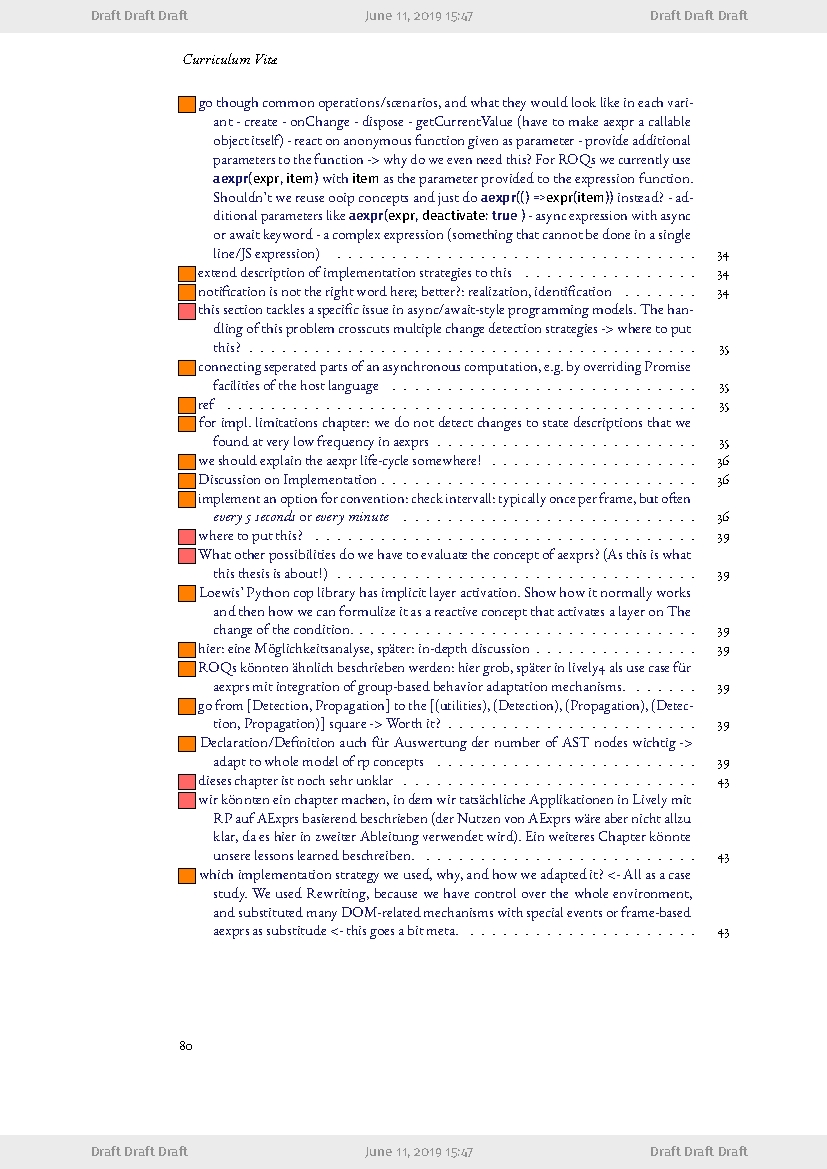 Draft Draft Draft June 11, 2019 15:47 Draft Draft Draft
Curriculum Vitæ
go though common operations/scenarios, and what they would look like in each vari-
ant - create - onChange - dispose - getCurrentValue (have to make aexpr a callable
object itself) - react on anonymous function given as parameter - provide additional
parameters to the function -> why do we even need this? For ROQs we currently use
aexpr(expr, item) with item as the parameter provided to the expression function.
Shouldn't we reuse ooip concepts and just do aexpr(() =>expr(item)) instead? - ad-
ditional parameters like aexpr(expr, deactivate: true ) - async expression with async
or await keyword - a complex expression (something that cannot be done in a single
line/JS expression) . . . . . . . . . . . . . . . . . . . . . . . . . . . . . . . . . 34
extend description of implementation strategies to this . . . . . . . . . . . . . . . . 34
notification is not the right word here; better?: realization, identification . . . . . . . 34
this section tackles a specific issue in async/await-style programming models. The han-
dling of this problem crosscuts multiple change detection strategies -> where to put
this? . . . . . . . . . . . . . . . . . . . . . . . . . . . . . . . . . . . . . . . . . 35
connecting seperated parts of an asynchronous computation, e.g. by overriding Promise
facilities of the host language . . . . . . . . . . . . . . . . . . . . . . . . . . . . 35
ref . . . . . . . . . . . . . . . . . . . . . . . . . . . . . . . . . . . . . . . . . . . 35
for impl. limitations chapter: we do not detect changes to state descriptions that we
found at very low frequency in aexprs . . . . . . . . . . . . . . . . . . . . . . . . 35
we should explain the aexpr life-cycle somewhere! . . . . . . . . . . . . . . . . . . . 36
Discussion on Implementation . . . . . . . . . . . . . . . . . . . . . . . . . . . . . 36
implement an option for convention: check intervall: typically once per frame, but often
every 5 seconds or every minute . . . . . . . . . . . . . . . . . . . . . . . . . . . 36
where to put this? . . . . . . . . . . . . . . . . . . . . . . . . . . . . . . . . . . . 39
What other possibilities do we have to evaluate the concept of aexprs? (As this is what
this thesis is about!) . . . . . . . . . . . . . . . . . . . . . . . . . . . . . . . . . 39
Loewis' Python cop library has implicit layer activation. Show how it normally works
and then how we can formulize it as a reactive concept that activates a layer on The
change of the condition. . . . . . . . . . . . . . . . . . . . . . . . . . . . . . . . 39
hier: eine Möglichkeitsanalyse, später: in-depth discussion . . . . . . . . . . . . . . . 39
ROQs könnten ähnlich beschrieben werden: hier grob, später in lively4 als use case für
aexprs mit integration of group-based behavior adaptation mechanisms. . . . . . . 39
go from [Detection, Propagation] to the [(utilities), (Detection), (Propagation), (Detec-
tion, Propagation)] square -> Worth it? . . . . . . . . . . . . . . . . . . . . . . . 39
Declaration/Definition auch für Auswertung der number of AST nodes wichtig ->
adapt to whole model of rp concepts . . . . . . . . . . . . . . . . . . . . . . . . 39
dieses chapter ist noch sehr unklar . . . . . . . . . . . . . . . . . . . . . . . . . . . 43
wir könnten ein chapter machen, in dem wir tatsächliche Applikationen in Lively mit
RP auf AExprs basierend beschrieben (der Nutzen von AExprs wäre aber nicht allzu
klar, da es hier in zweiter Ableitung verwendet wird). Ein weiteres Chapter könnte
unsere lessons learned beschreiben. . . . . . . . . . . . . . . . . . . . . . . . . . 43
which implementation strategy we used, why, and how we adapted it? <- All as a case
study. We used Rewriting, because we have control over the whole environment,
and substituted many DOM-related mechanisms with special events or frame-based
aexprs as substitude <- this goes a bit meta. . . . . . . . . . . . . . . . . . . . . . 43
80
Draft Draft Draft June 11, 2019 15:47 Draft Draft Draft